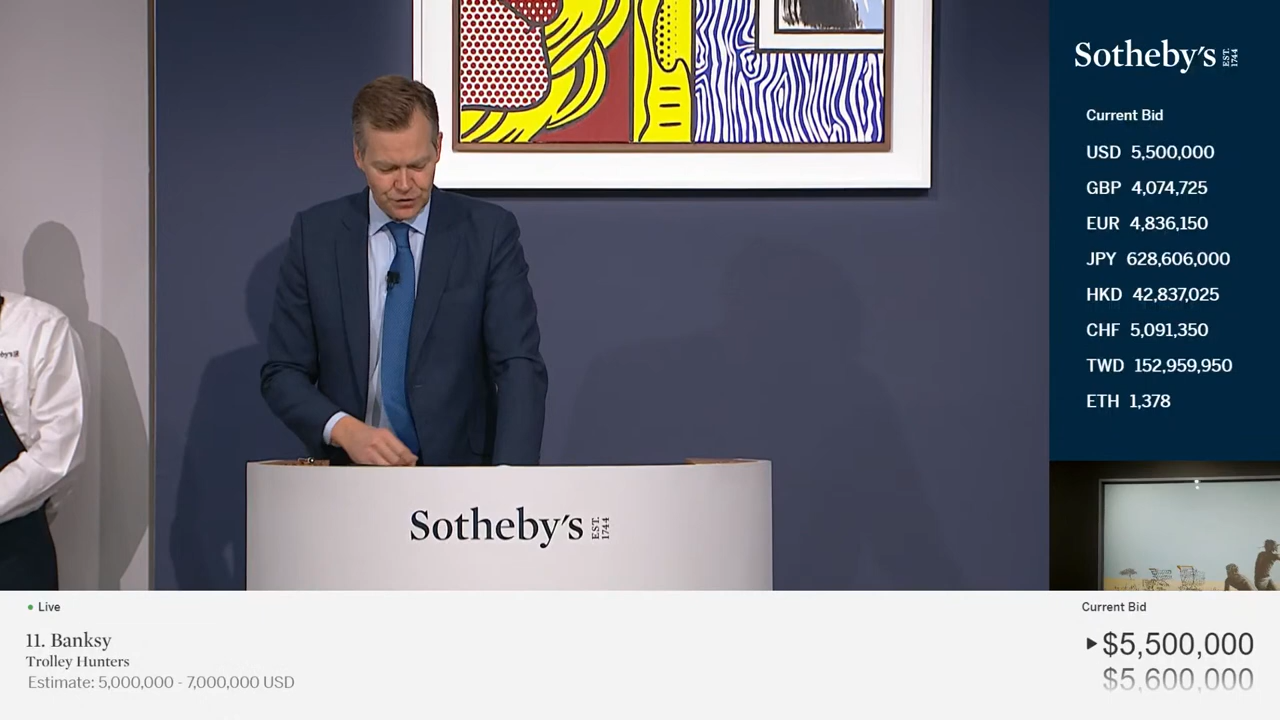 Sotheby's EST. 1744
Current Bid
USD 5,500,000
GBP 4,074,725
EUR 4,836,150
JPY 628,606,000
HKD 42,837,025
CHF 5,091,350
TWD 152,959,950
ETH 1,378
by's
Sotheby's EST. 1744
Live
11. Banksy
Trolley Hunters
Estimate: 5,000,000 - 7,000,000 USD
Current Bid
$5,500,000
$5,600,000